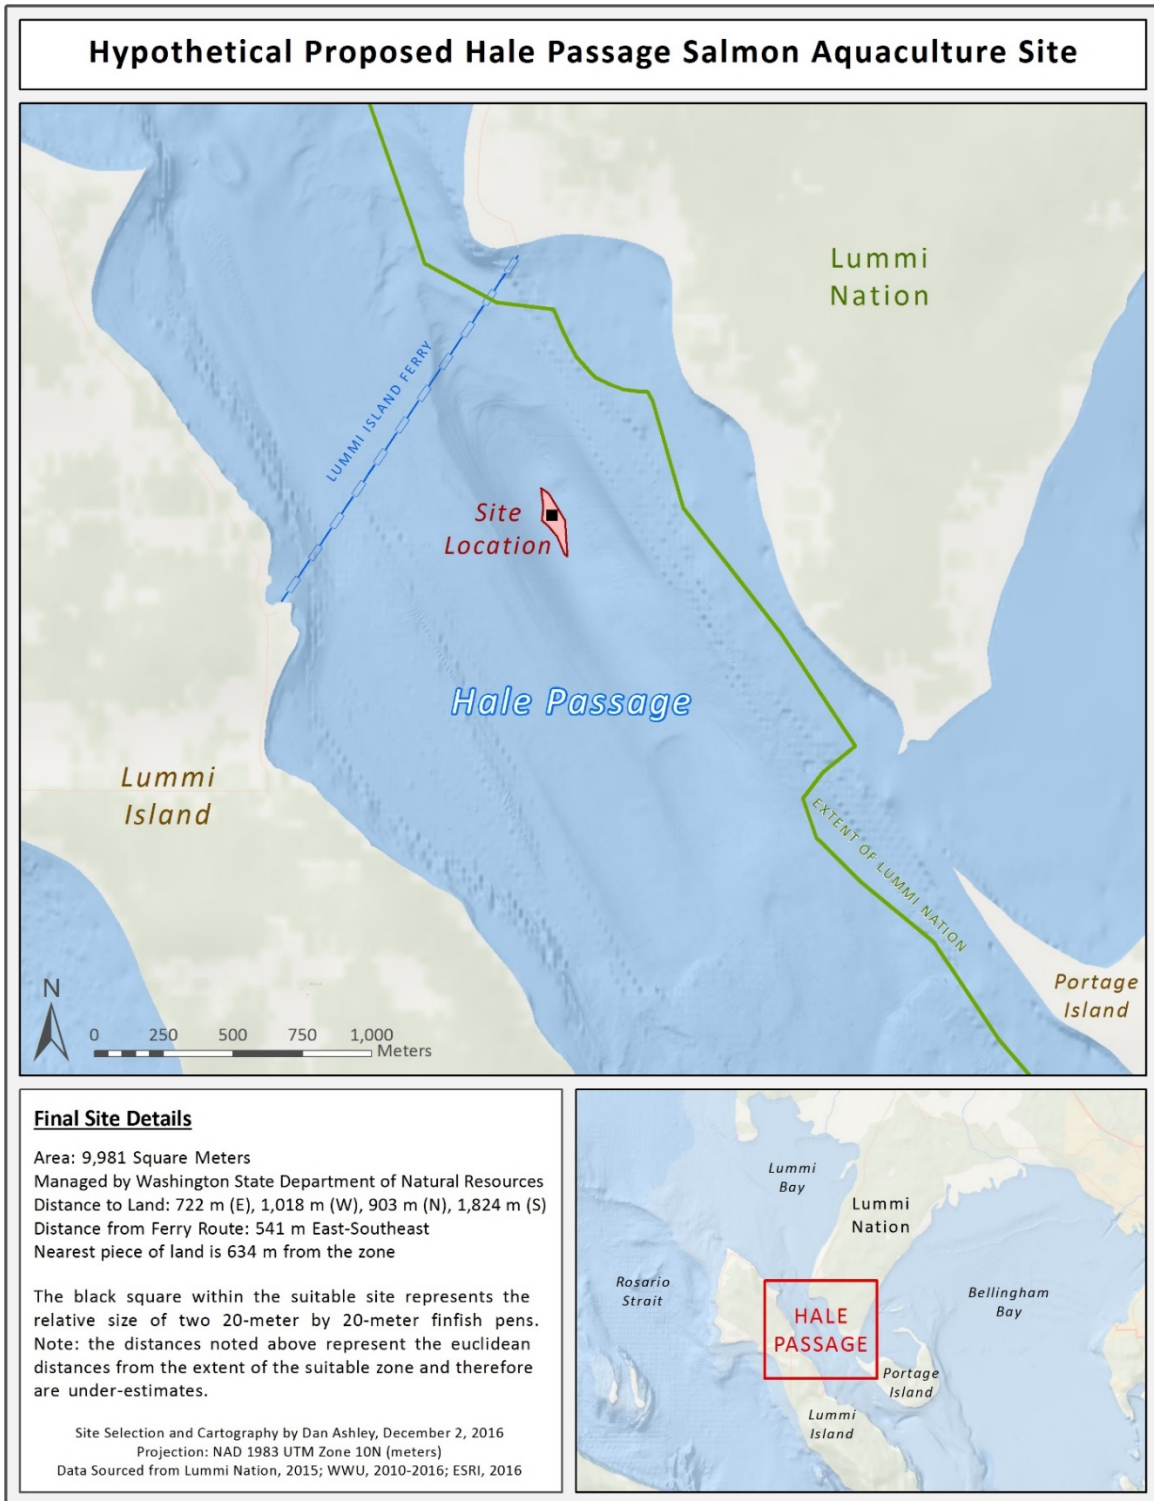 Hypothetical Proposed Hale Passage Salmon Aquaculture Site
Lummi
Nation
LUMMI ISLAND FERRY
Site
Location
Hale Passage
Lummi
Island
EXTENT OF LUMMI NATION
Portage
Island
N
0 250 500 750 1,000
Meters
Final Site Details
Area: 9,981 Square Meters
Managed by Washington State Department of Natural Resources
Distance to Land: 722 m (E), 1,018 m (W), 903 m (N), 1,824 m (S)
Distance from Ferry Route: 541 m East-Southeast
Nearest piece of land is 634 m from the zone
The black square within the suitable site represents the
relative size of two 20-meter by 20-meter finfish pens.
Note: the distances noted above represent the euclidean
distances from the extent of the suitable zone and therefore
are under-estimates.
Site Selection and Cartography by Dan Ashley, December 2, 2016
Projection: NAD 1983 UTM Zone 10N (meters)
Data Sourced from Lummi Nation, 2015; WWU, 2010-2016; ESRI, 2016
Lummi
Bay
Lummi
Nation
Rosario
Strait
Bellingham
Bay
HALE
PASSAGE
Portage
Island
Lummi
Island